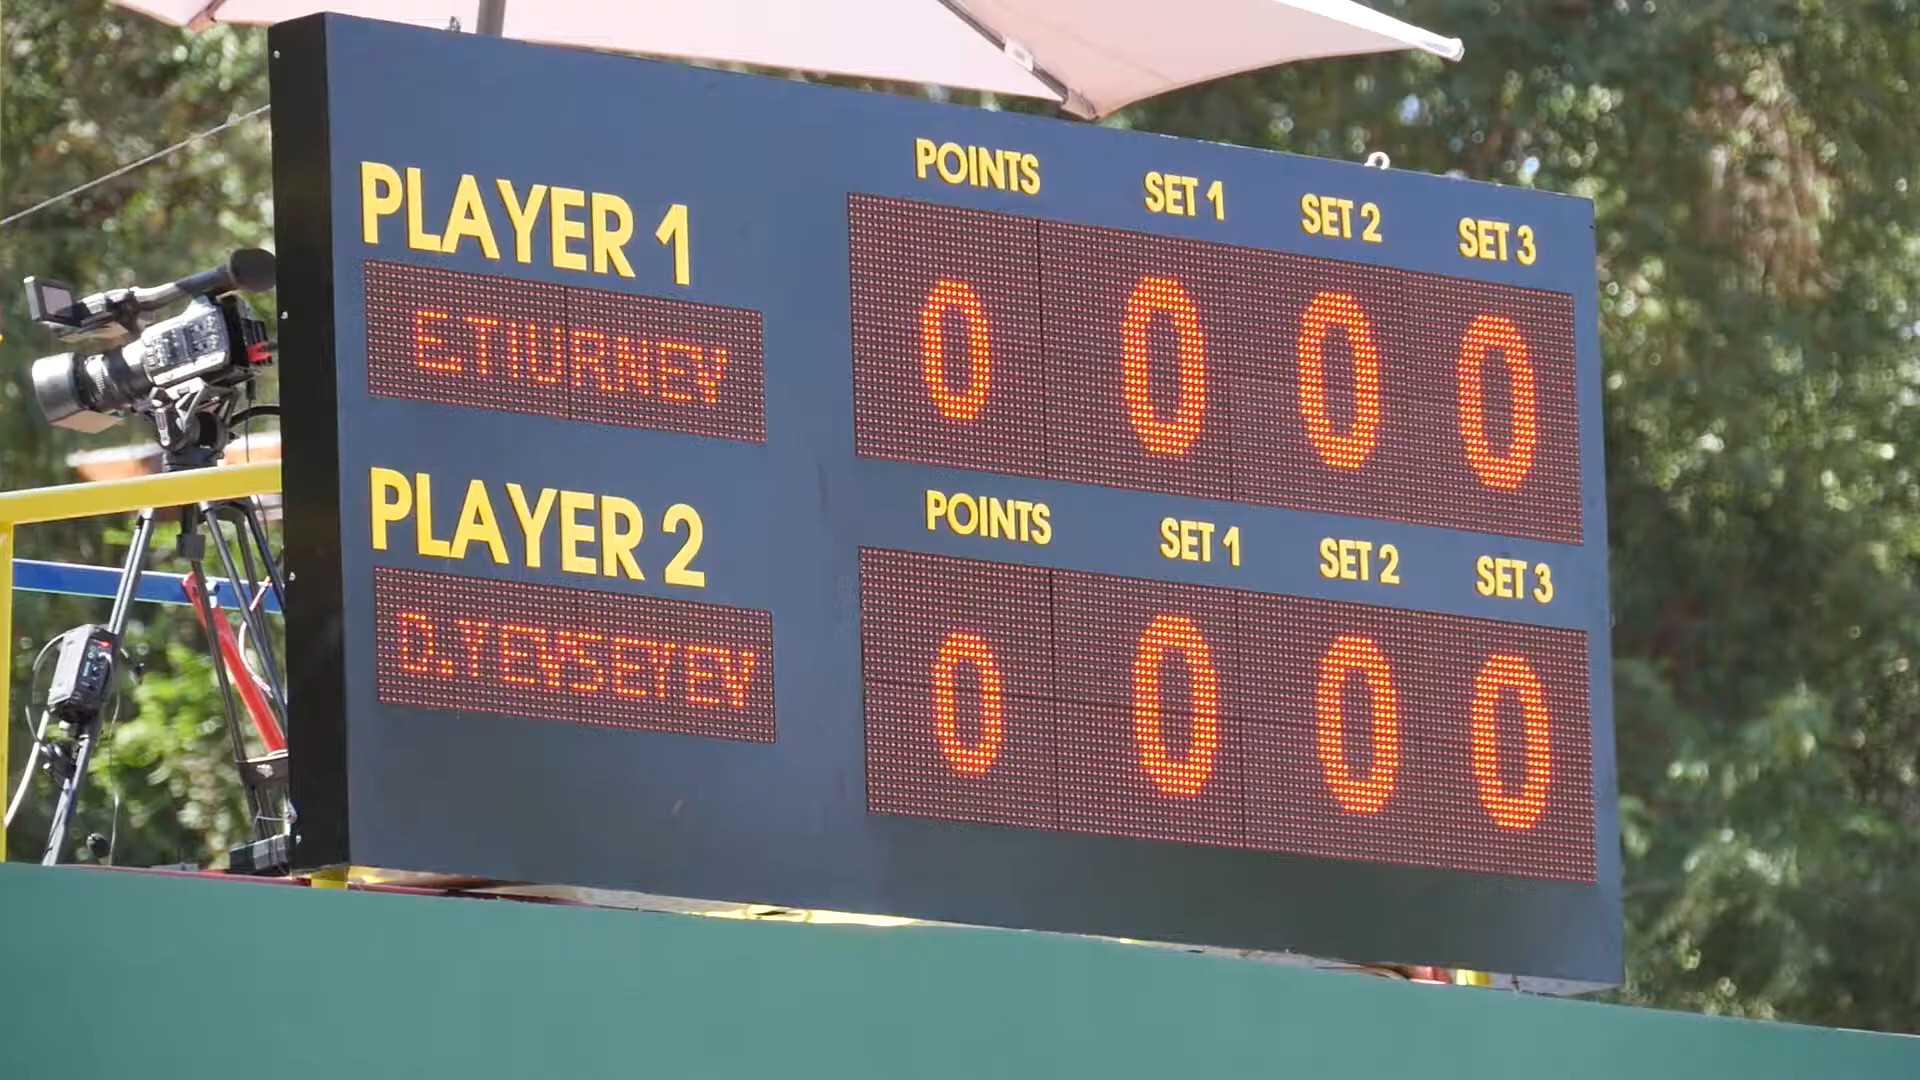 PLAYER 1
POINTS SET 1 SET 2 SET 3
E.TIURNEV
0 0 0 0
PLAYER 2
POINTS SET 1 SET 2 SET 3
D.YEVSEYEV
0 0 0 0